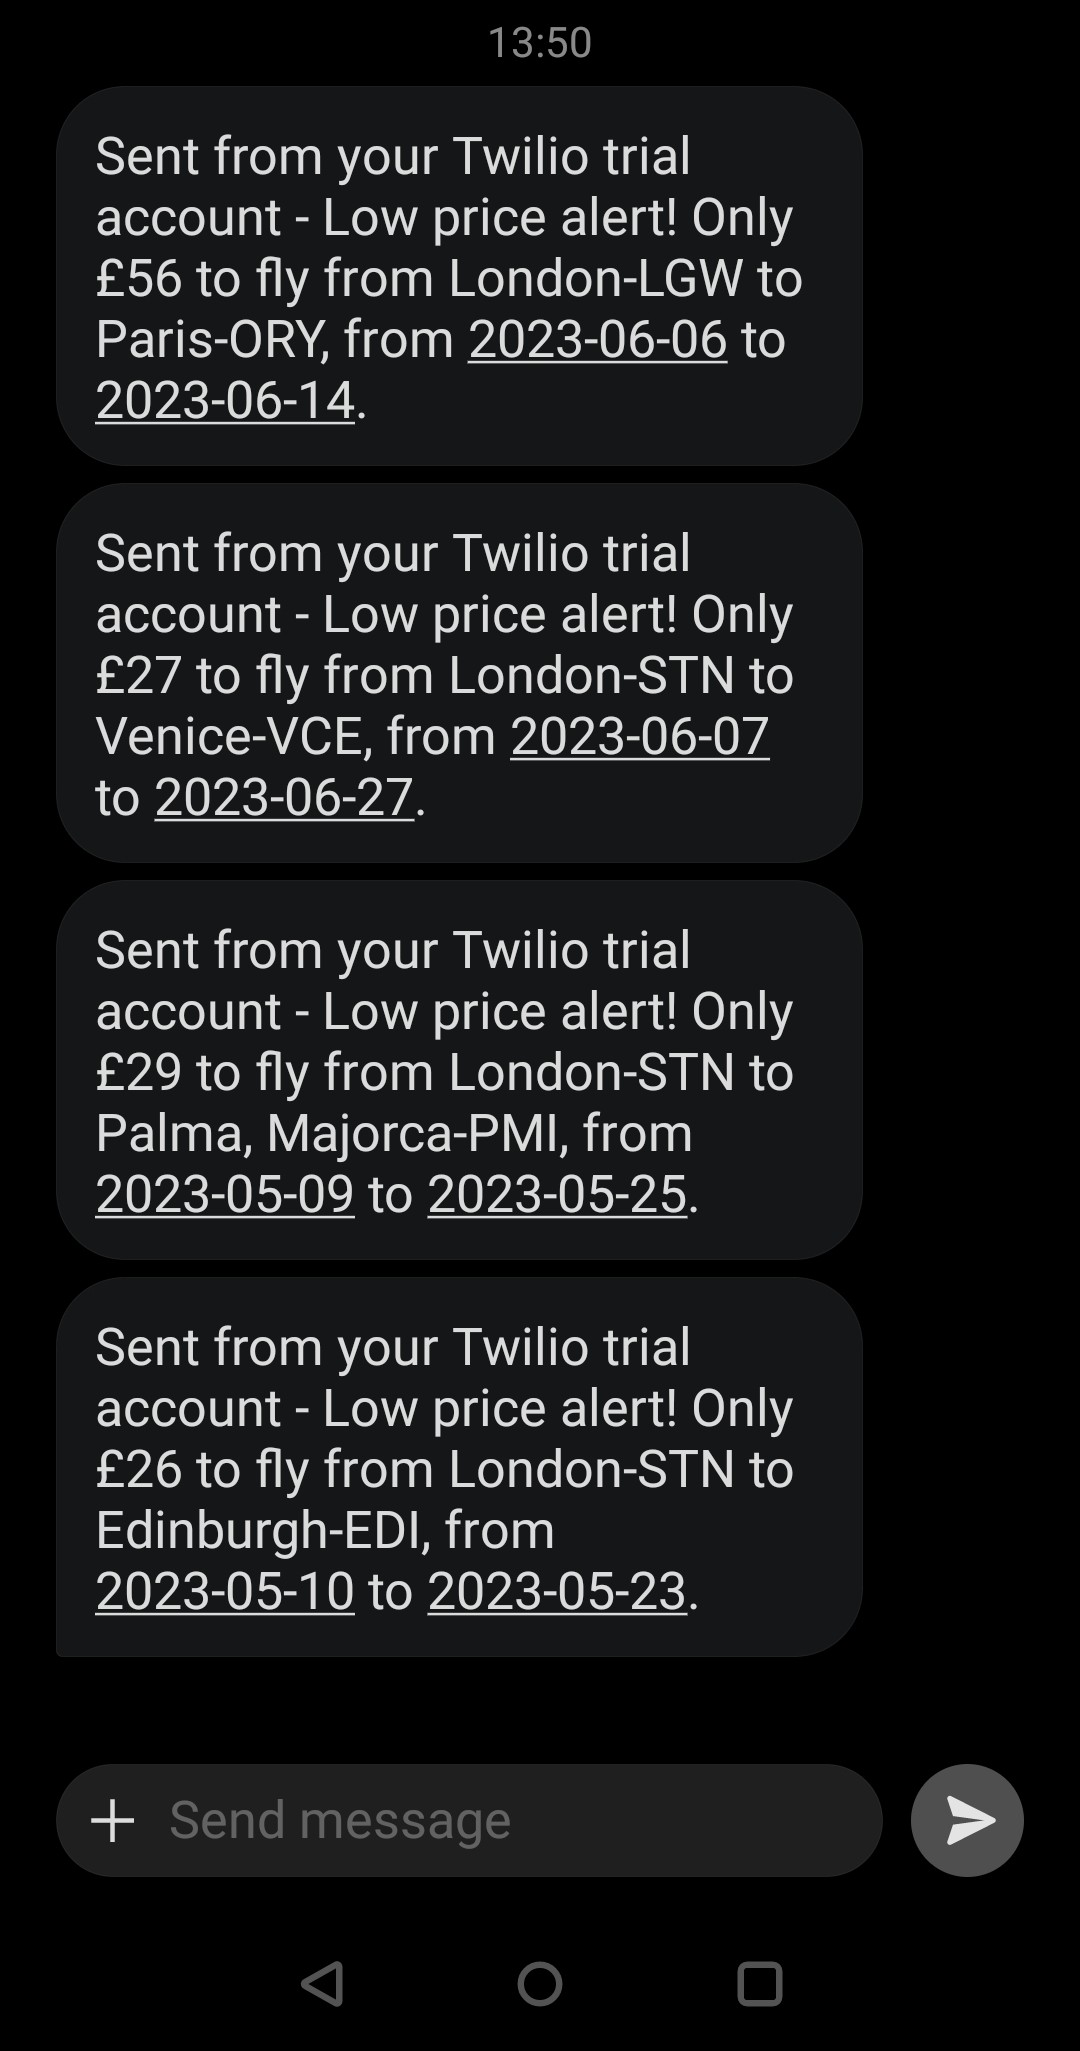 13:50
Sent from your Twilio trial
account - Low price alert! Only
£56 to fly from London-LGW to
Paris-ORY, from 2023-06-06 to
2023-06-14.
Sent from your Twilio trial
account - Low price alert! Only
£27 to fly from London-STN to
Venice-VCE, from 2023-06-07
to 2023-06-27.
Sent from your Twilio trial
account - Low price alert! Only
£29 to fly from London-STN to
Palma, Majorca-PMI, from
2023-05-09 to 2023-05-25.
Sent from your Twilio trial
account - Low price alert! Only
£26 to fly from London-STN to
Edinburgh-EDI, from
2023-05-10 to 2023-05-23.
Send message